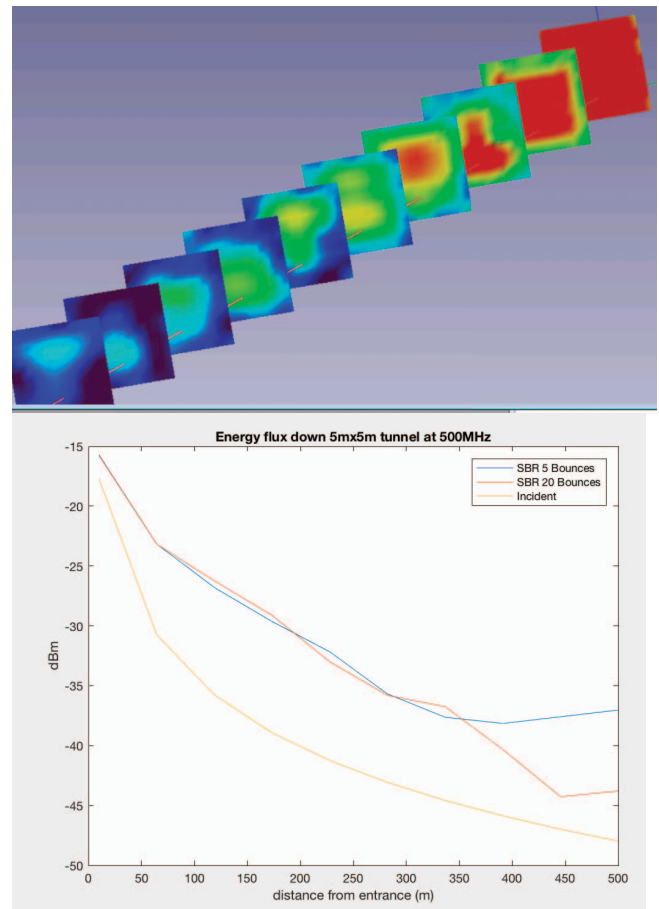 Energy flux down 5mx5m tunnel at 500MHz
-15
-20
-25
-30
-35
-40
-45
-50
dBm
SBR 5 Bounces
SBR 20 Bounces
Incident
0 50 100 150 200 250 300 350 400 450 500
distance from entrance (m)